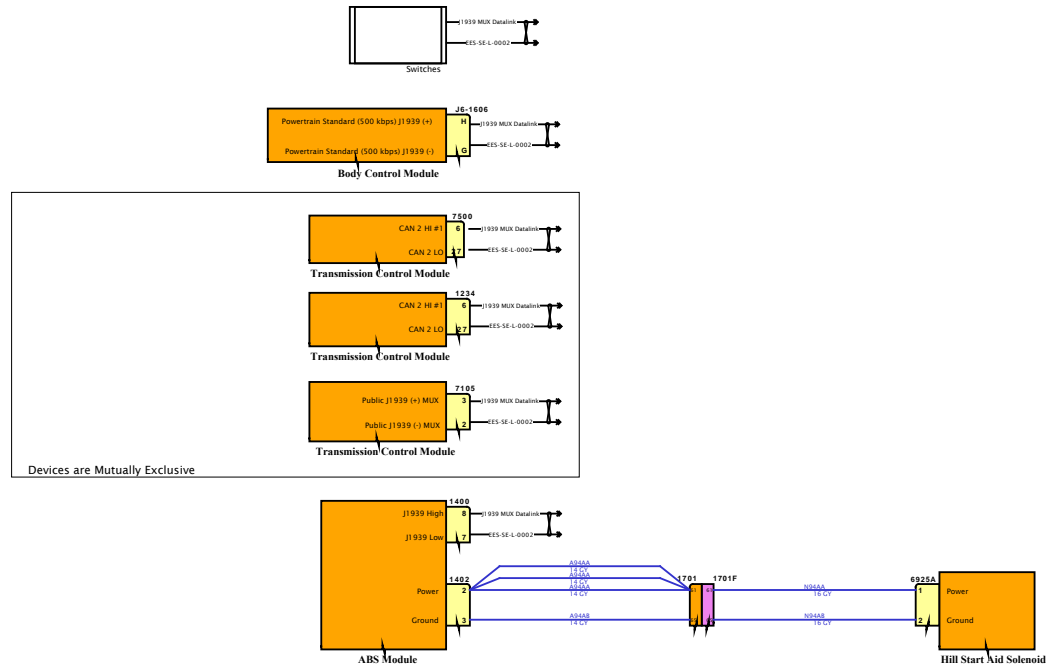 J1939 MUX Datalink
EES-SE-L-0002
Switches
J6-1606
Powertrain Standard (500 kbps) J1939 (+)
H
J1939 MUX Datalink
Powertrain Standard (500 kbps) J1939 (-)
G
EES-SE-L-0002
Body Control Module
7500
CAN 2 HI #1
6
J1939 MUX Datalink
CAN 2 LO
27
EES-SE-L-0002
Transmission Control Module
1234
CAN 2 HI #1
6
J1939 MUX Datalink
CAN 2 LO
27
EES-SE-L-0002
Transmission Control Module
7105
Public J1939 (+) MUX
3
J1939 MUX Datalink
Public J1939 (-) MUX
2
EES-SE-L-0002
Transmission Control Module
Devices are Mutually Exclusive
1400
J1939 High
8
J1939 MUX Datalink
J1939 Low
7
EES-SE-L-0002
A94AA
14 GY
A94AA
14 GY
1402
1701
1701F
6925A
Power
2
A94AA
14 GY
N94AA
16 GY
1
Power
Ground
3
A94AB
14 GY
N94AB
16 GY
2
Ground
ABS Module
Hill Start Aid Solenoid